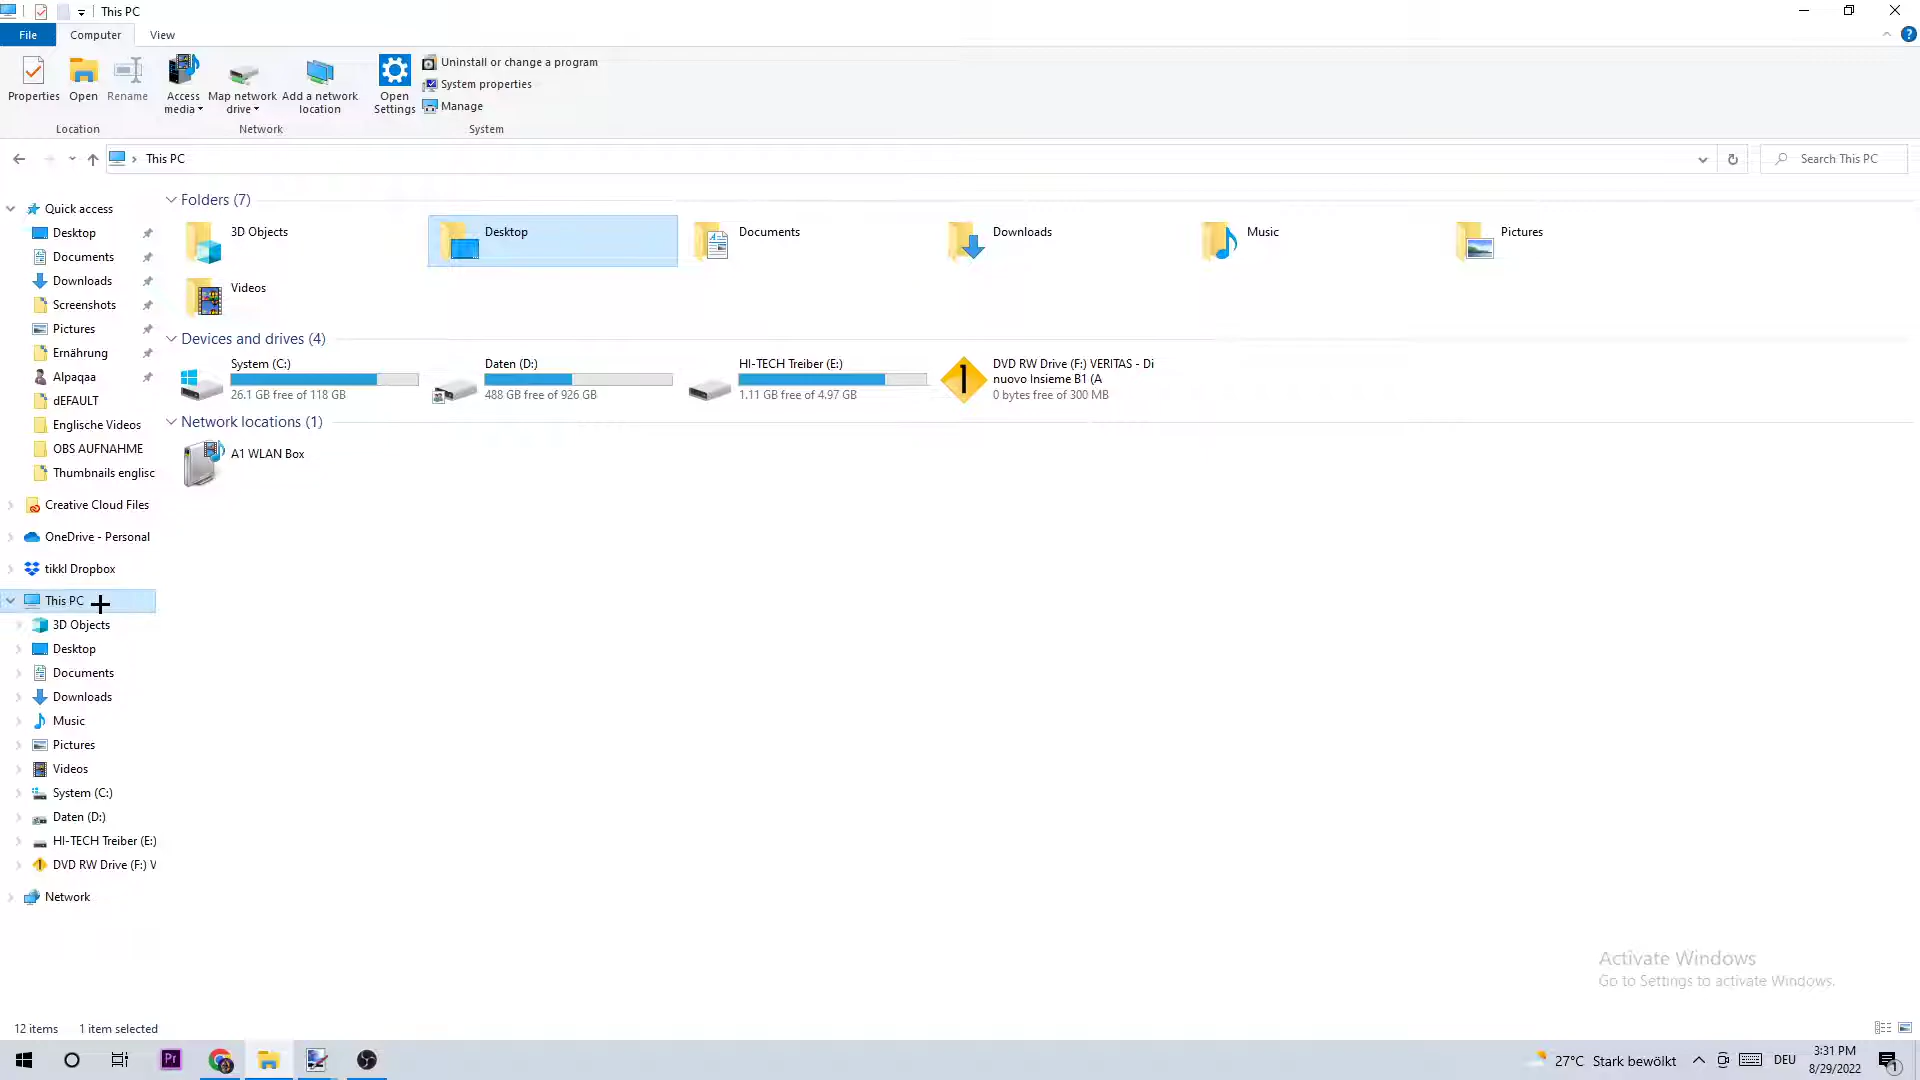 This PC
File
Computer
View
Properties
Open
Rename
Access
media
Map network
drive
Add a network
location
Open
Settings
Uninstall or change a program
System properties
Manage
Location
Network
System
This PC
Search This PC
Quick access
Desktop
Documents
Downloads
Screenshots
Pictures
Ernährung
Alpaqaa
dEFAULT
Englische Videos
OBS AUFNAHME
Thumbnails englisc
Creative Cloud Files
OneDrive - Personal
tikkl Dropbox
This PC
3D Objects
Desktop
Documents
Downloads
Music
Pictures
Videos
System (C:)
Daten (D:)
HI-TECH Treiber (E:)
DVD RW Drive (F:) V
Network
Folders (7)
3D Objects
Desktop
Documents
Downloads
Music
Pictures
Videos
Devices and drives (4)
System (C:)
26.1 GB free of 118 GB
Daten (D:)
488 GB free of 926 GB
HI-TECH Treiber (E:)
1.11 GB free of 4.97 GB
DVD RW Drive (F:) VERITAS - Di
nuovo Insieme B1 (A
0 bytes free of 300 MB
Network locations (1)
A1 WLAN Box
Activate Windows
Go to Settings to activate Windows.
12 items
1 item selected
Pr
27°C Stark bewölkt
DEU
3:31 PM
8/29/2022
1